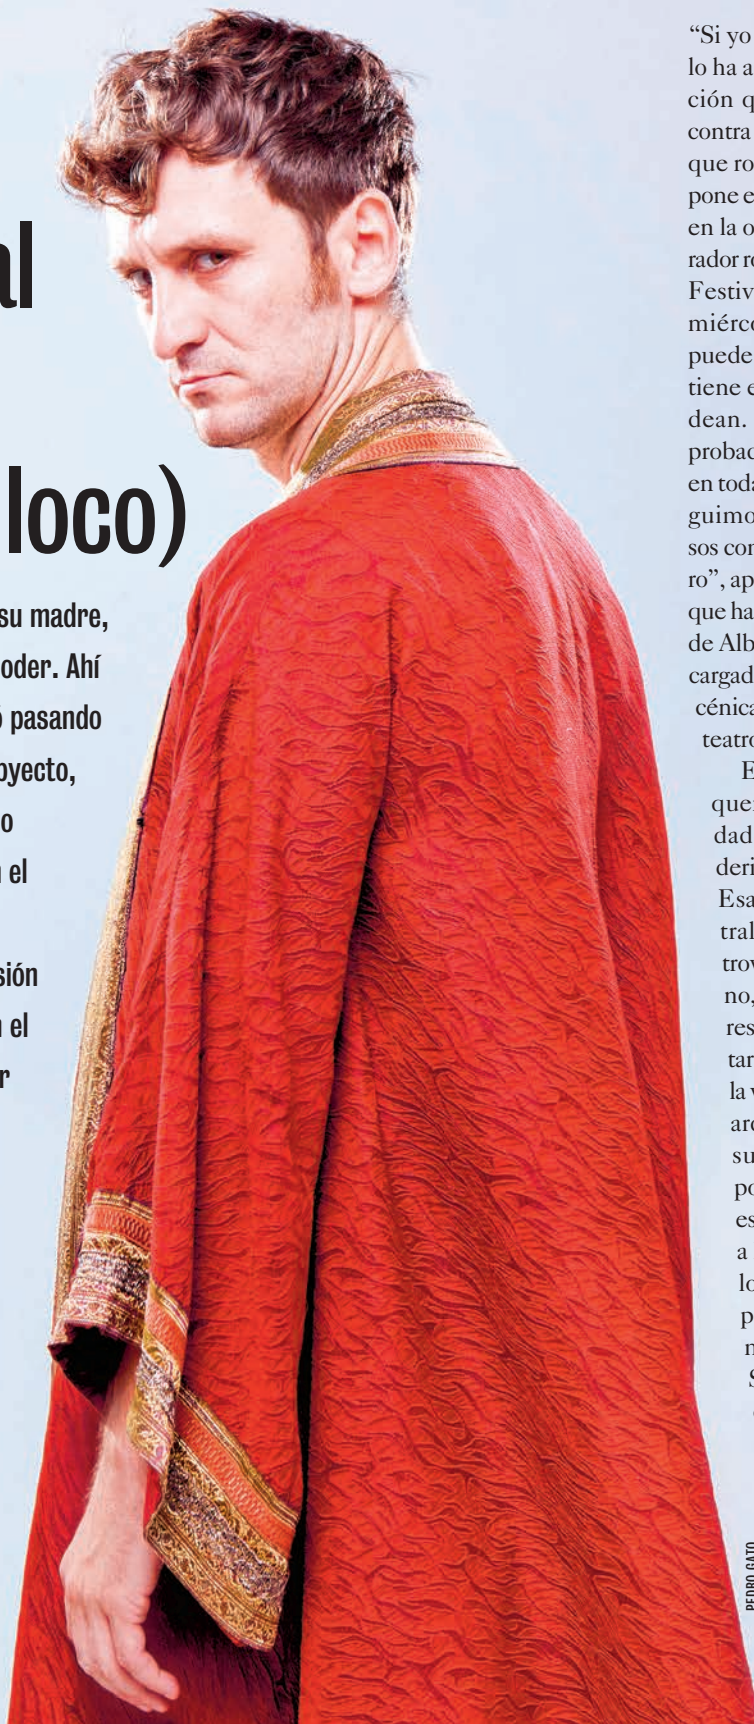 al
loco)
su madre,
oder. Ahí
ó pasando
oyecto,
o
el
sión
el
r
“Si yo
lo ha a
ción q
contra
que ro
pone e
en la o
rador ro
Festiv
miérco
puede
tiene e
dean.
probad
en toda
guimo
sos con
ro”, ap
que ha
de Alb
cargad
cénica
teatro
E
que
dad
deri
Esa
tral
trov
no,
res
tar
la v
ard
su
po
es
a
lo
p
n
S
PEDRO GATO